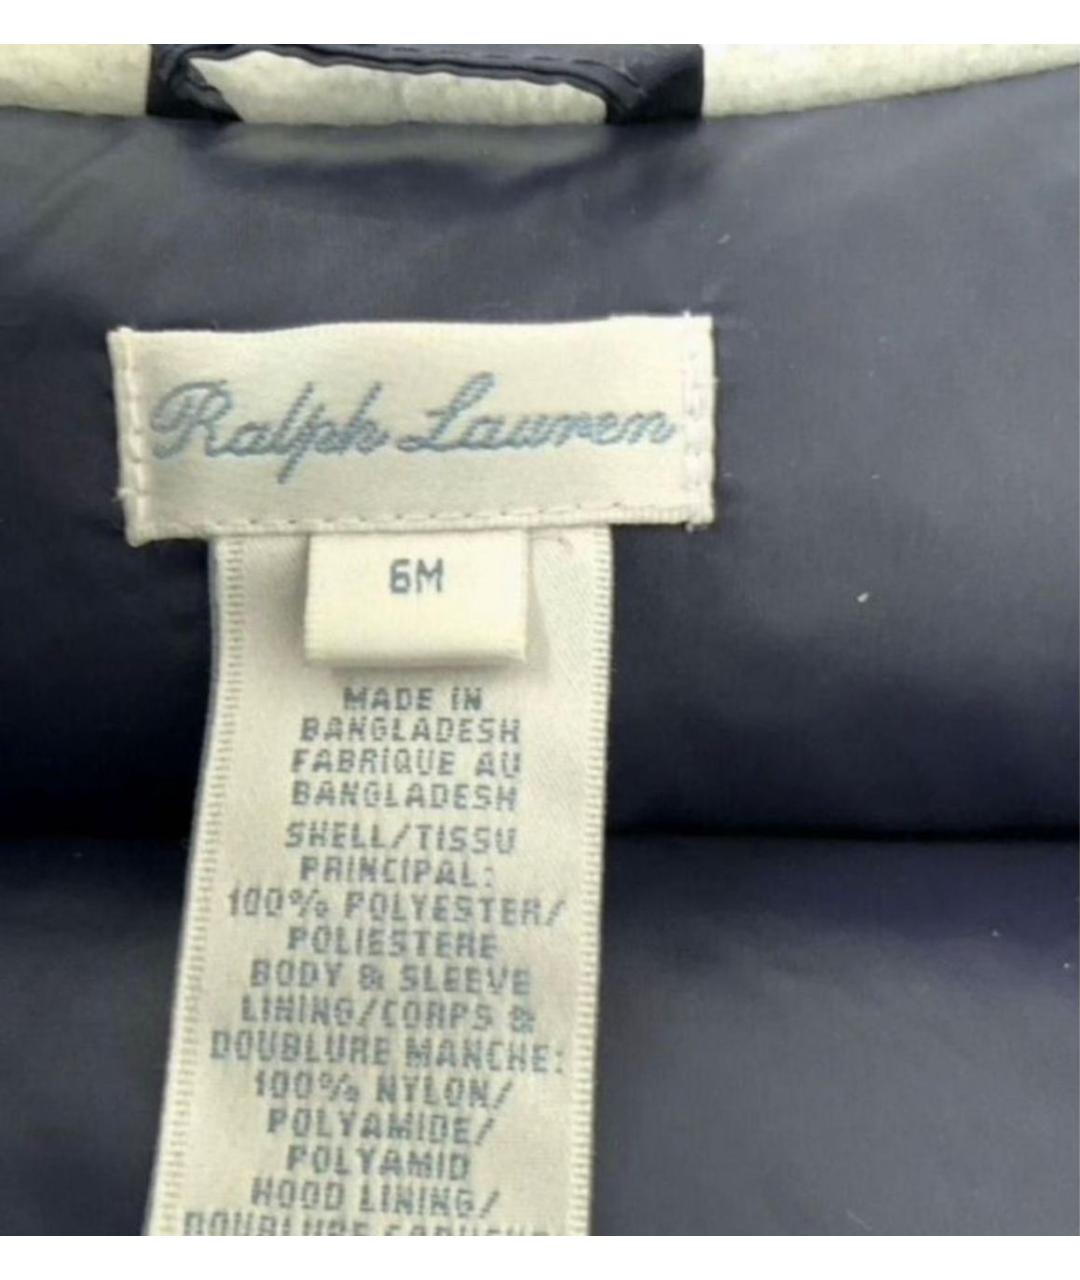 Ralph Lauren
6M
MADE IN
BANGLADESH
FABRIQUE AU
BANGLADESH
SHELL/TISSU
PRINCIPAL:
100% POLYESTER/
POLIESTERE
BODY & SLEEVE
LINING/CORPS &
DOUBLURE MANCHE:
100% NYLON/
POLYAMIDE/
POLYAMID
HOOD LINING/
DOUBLURE